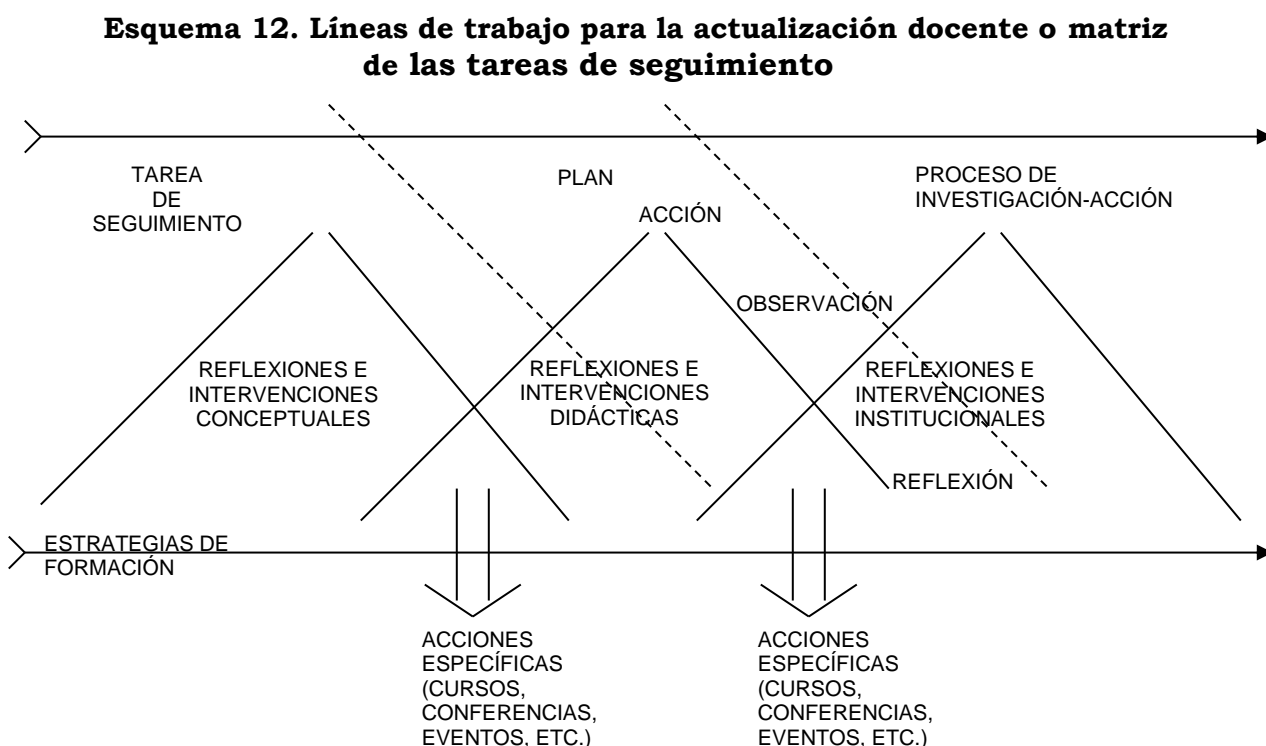 Esquema 12. Líneas de trabajo para la actualización docente o matriz
de las tareas de seguimiento
TAREA
DE
SEGUIMIENTO
PLAN
ACCIÓN
PROCESO DE
INVESTIGACIÓN-ACCIÓN
OBSERVACIÓN
REFLEXIONES E
INTERVENCIONES
CONCEPTUALES
REFLEXIONES E
INTERVENCIONES
DIDÁCTICAS
REFLEXIONES E
INTERVENCIONES
INSTITUCIONALES
REFLEXIÓN
ESTRATEGIAS DE
FORMACIÓN
ACCIONES
ESPECÍFICAS
(CURSOS,
CONFERENCIAS,
EVENTOS, ETC.)
ACCIONES
ESPECÍFICAS
(CURSOS,
CONFERENCIAS,
EVENTOS, ETC.)